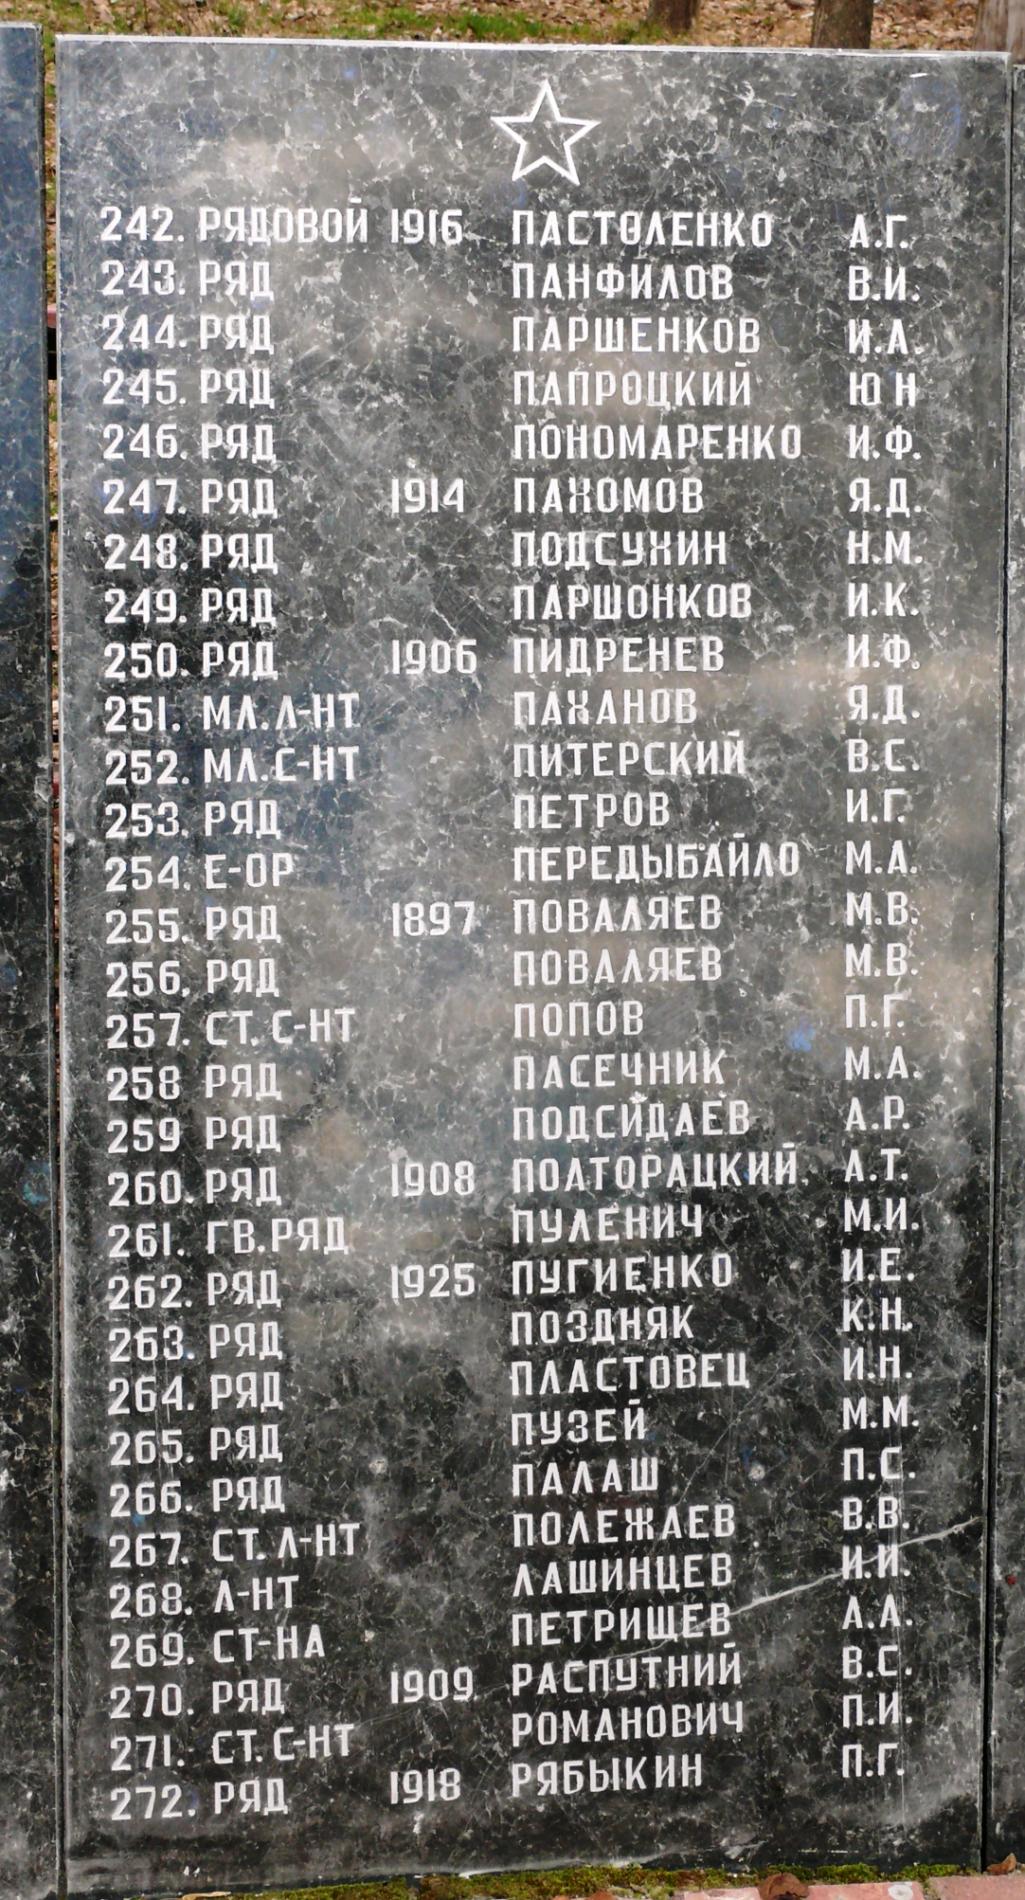 242. РЯДОВОЙ 1916 ПАСТОЛЕНКО А.Г.
243. РЯД ПАНФИЛОВ В.И.
244. РЯД ПАРШЕНКОВ И.А.
245. РЯД ПАПРОЦКИЙ Ю Н
246. РЯД ПОНОМАРЕНКО И.Ф.
247. РЯД 1914 ПАХОМОВ Я.Д.
248. РЯД ПОДСУХИН Н.М.
249. РЯД ПАРШОНКОВ И.К.
250. РЯД 1906 ПИДРЕНЕВ И.Ф.
251. МЛ. Л-НТ ПАХАНОВ Я.Д.
252. МЛ.С-НТ ПИТЕРСКИЙ В.С.
253. РЯД ПЕТРОВ И.Г.
254. Е-ОР ПЕРЕДЫБАЙЛО М.А.
255. РЯД 1897 ПОВАЛЯЕВ М.В.
256. РЯД ПОВАЛЯЕВ М.В.
257. СТ. С-НТ ПОПОВ П.Г.
258 РЯД ПАСЕЧНИК М.А.
259 РЯД ПОДСИДАЕВ А.Р.
260. РЯД 1908 ПОЛТОРАЦКИЙ А.Т.
261. ГВ.РЯД ПУЛЕНИЧ М.И.
262. РЯД 1925 ПУГИЕНКО И.Е.
263. РЯД ПОЗДНЯК К.Н.
264. РЯД ПЛАСТОВЕЦ И.Н.
265. РЯД ПУЗЕЙ М.М.
266. РЯД ПАЛАШ П.С.
267. СТ. Л-НТ ПОЛЕЖАЕВ В.В.
268. Л-НТ ЛАШИНЦЕВ И.И.
269. СТ-НА ПЕТРИЩЕВ А.А.
270. РЯД 1909 РАСПУТНИЙ В.С.
271. СТ. С-НТ РОМАНОВИЧ П.И.
272. РЯД 1918 РЯБЫКИН П.Г.